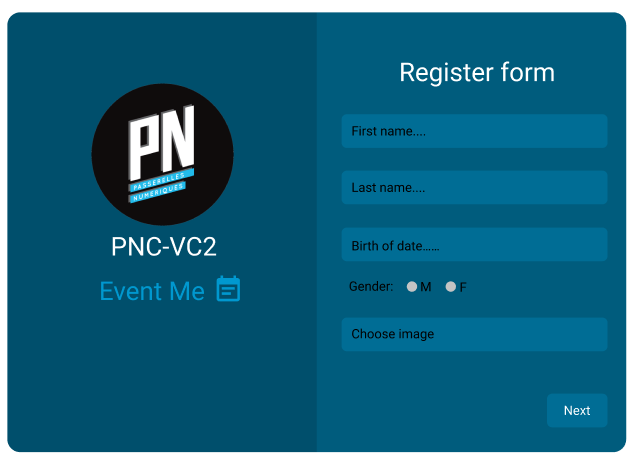 PN
PASSERELLES
NUMERIQUES
PNC-VC2
Event Me
Register form
First name....
Last name....
Birth of date......
Gender: M F
Choose image
Next